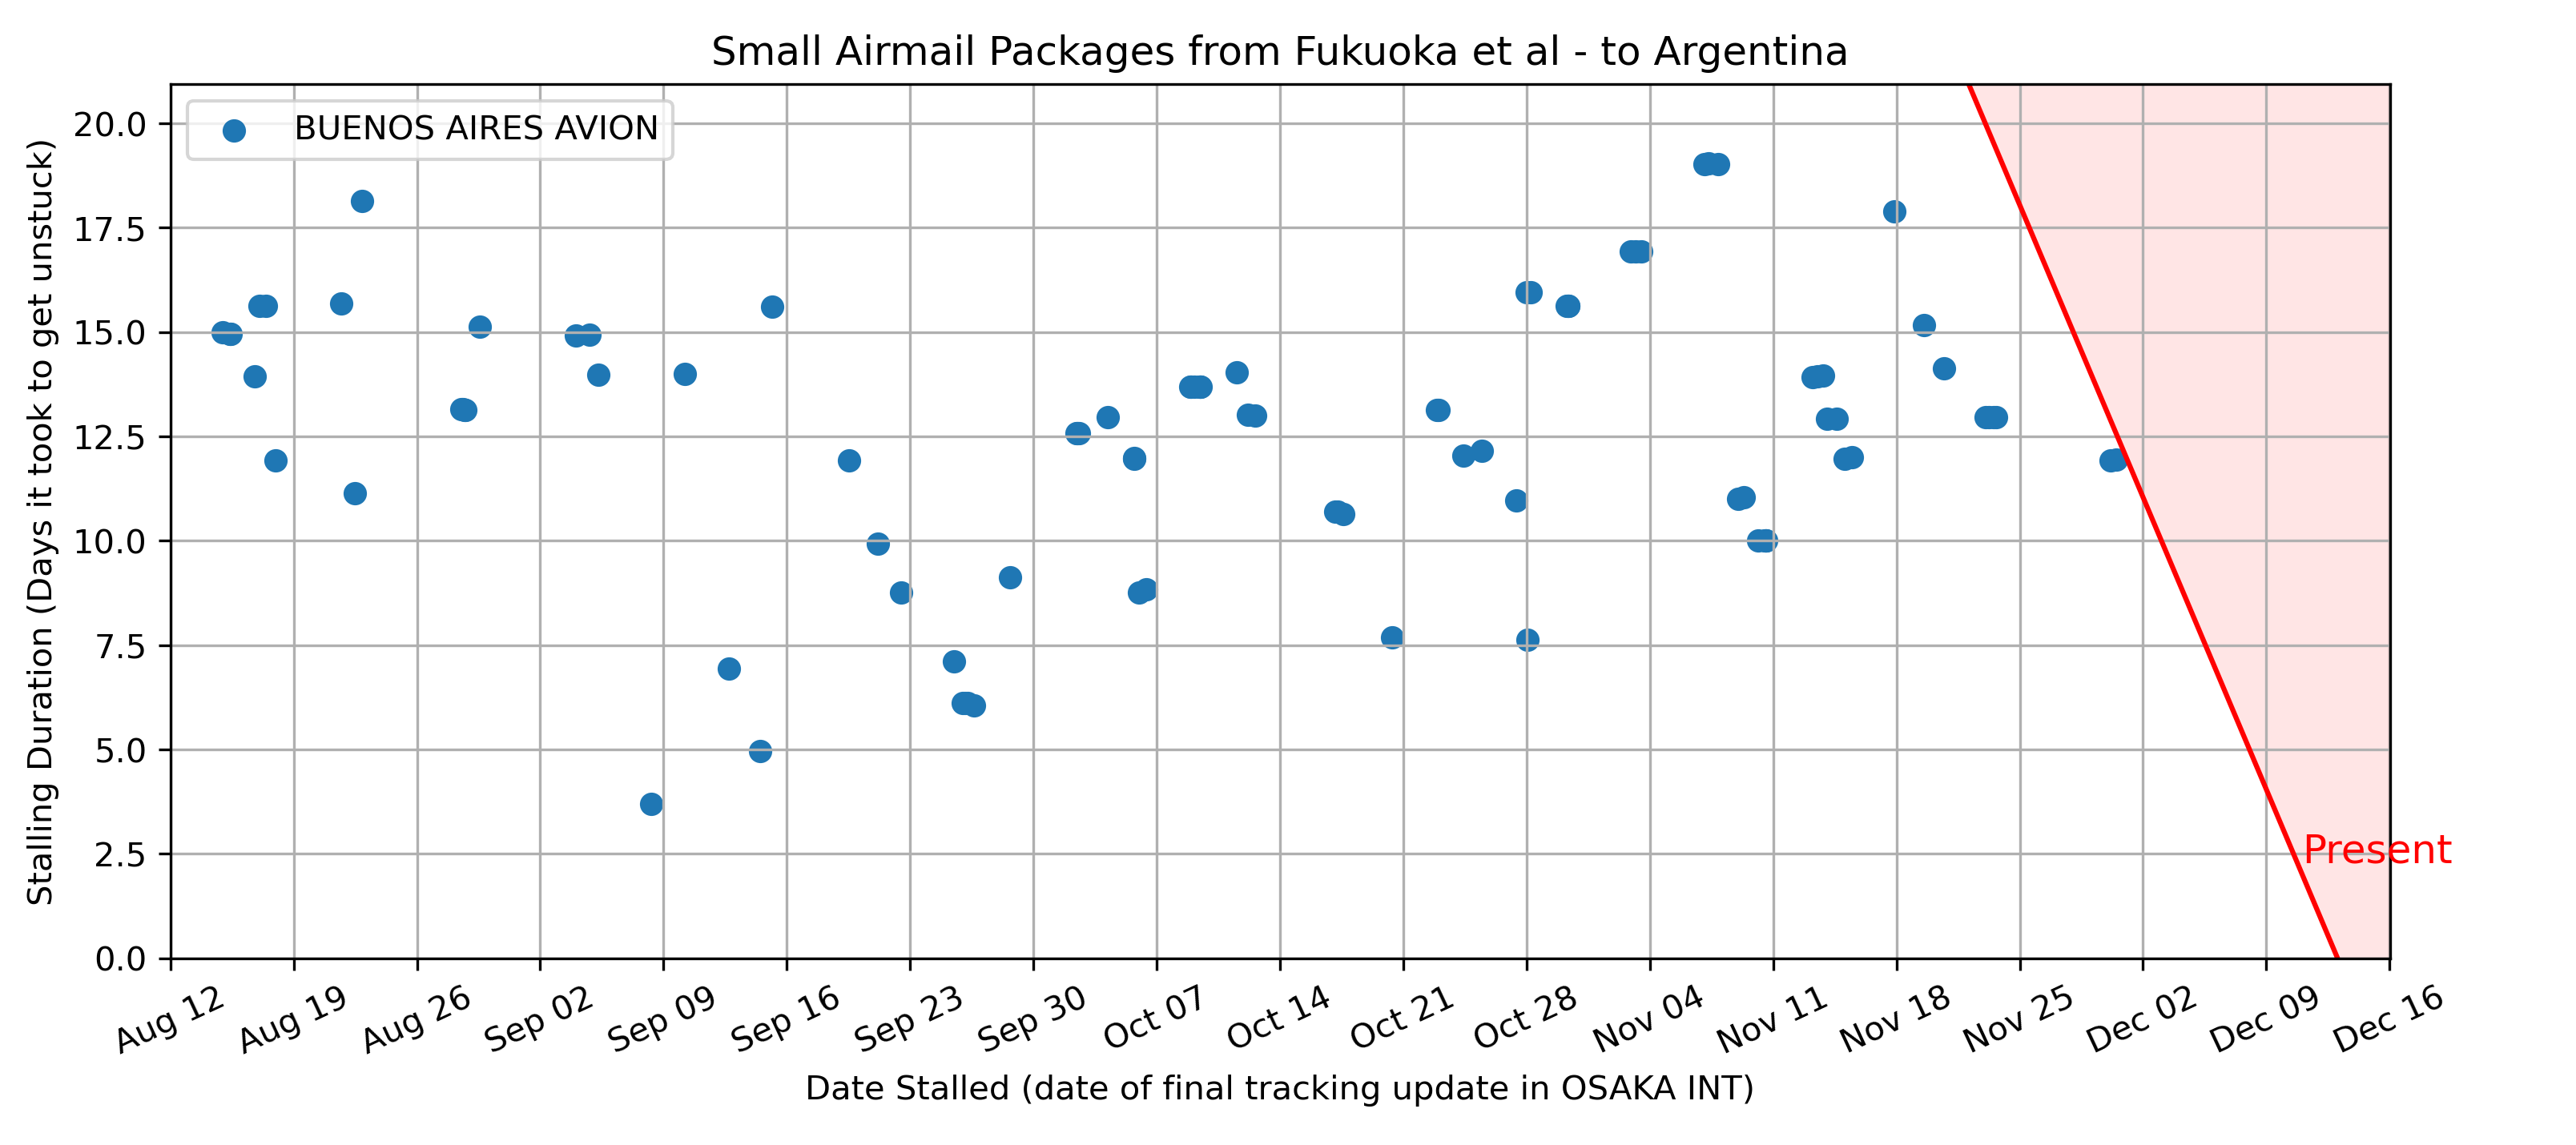 Small Airmail Packages from Fukuoka et al - to Argentina
BUENOS AIRES AVION
Stalling Duration (Days it took to get unstuck)
20.0
17.5
15.0
12.5
10.0
7.5
5.0
2.5
0.0
Present
Aug 12
Aug 19
Aug 26
Sep 02
Sep 09
Sep 16
Sep 23
Sep 30
Oct 07
Oct 14
Oct 21
Oct 28
Nov 04
Nov 11
Nov 18
Nov 25
Dec 02
Dec 09
Dec 16
Date Stalled (date of final tracking update in OSAKA INT)